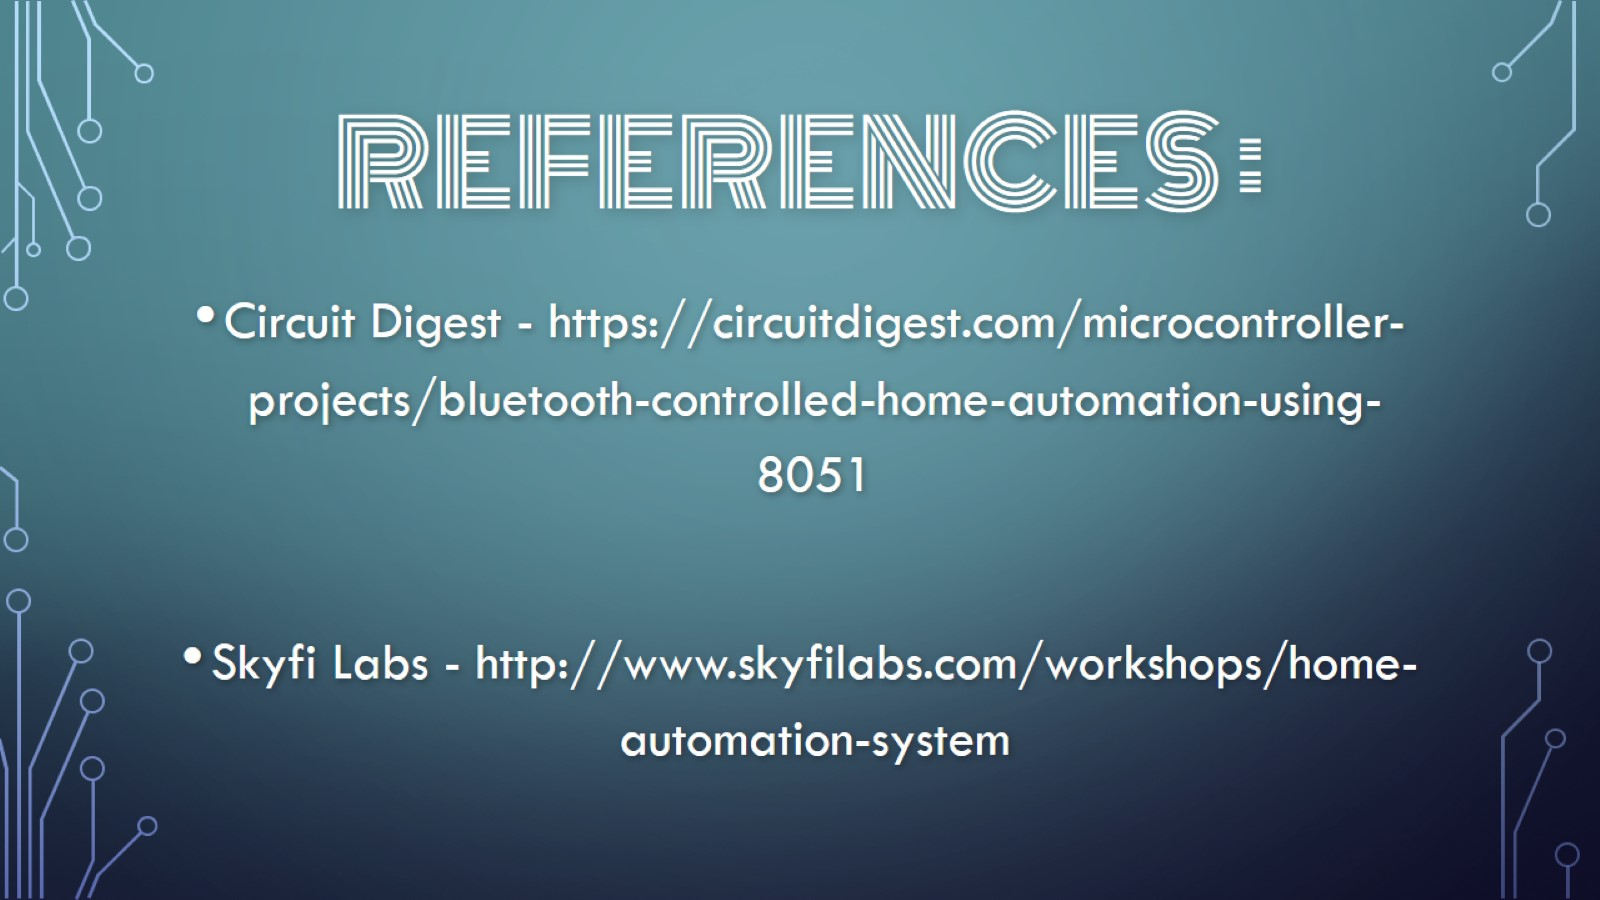 REFERENCES:
• Circuit Digest - https://circuitdigest.com/microcontroller-
projects/bluetooth-controlled-home-automation-using-
8051
• Skyfi Labs - http://www.skyfilabs.com/workshops/home-
automation-system